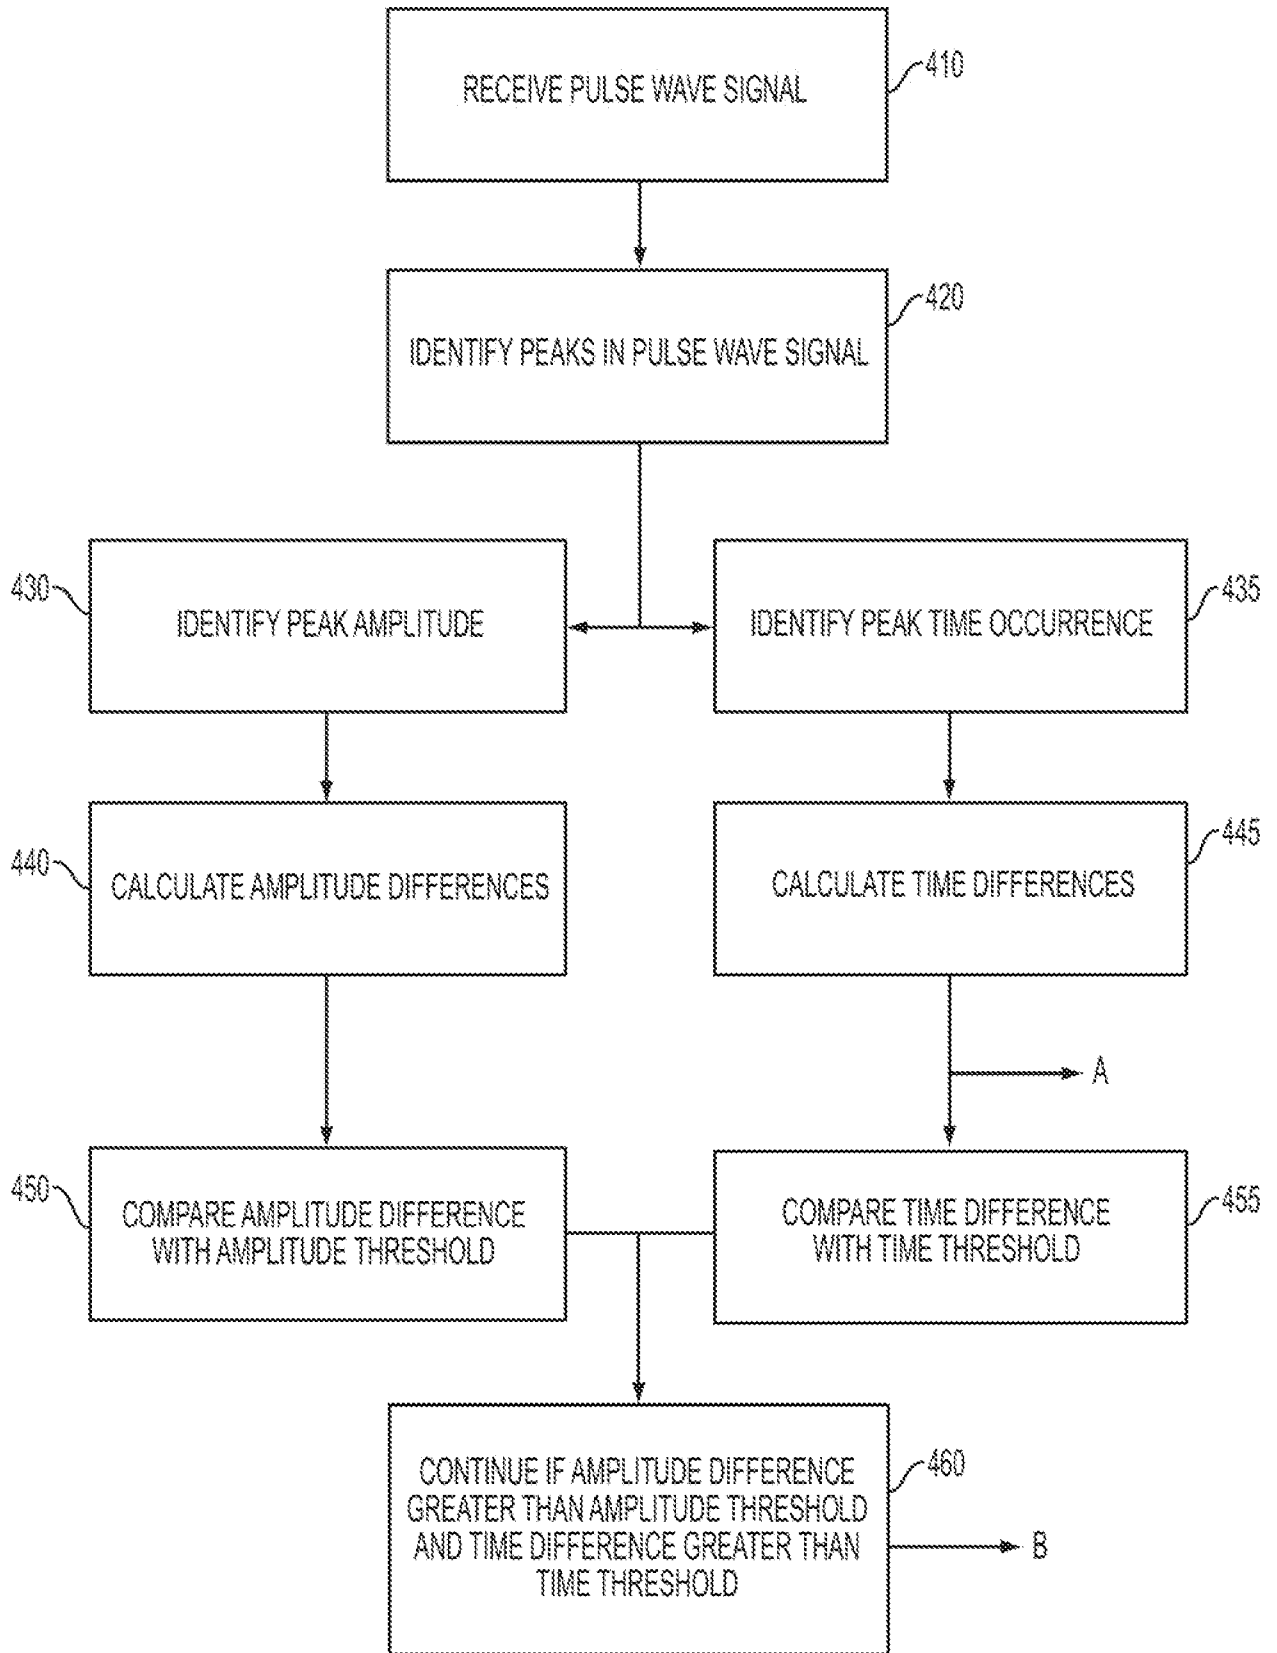 RECEIVE PULSE WAVE SIGNAL
410
IDENTIFY PEAKS IN PULSE WAVE SIGNAL
420
430
IDENTIFY PEAK AMPLITUDE
IDENTIFY PEAK TIME OCCURRENCE
435
440
CALCULATE AMPLITUDE DIFFERENCES
CALCULATE TIME DIFFERENCES
445
A
450
COMPARE AMPLITUDE DIFFERENCE
WITH AMPLITUDE THRESHOLD
COMPARE TIME DIFFERENCE
WITH TIME THRESHOLD
455
CONTINUE IF AMPLITUDE DIFFERENCE
GREATER THAN AMPLITUDE THRESHOLD
AND TIME DIFFERENCE GREATER THAN
TIME THRESHOLD
460
B